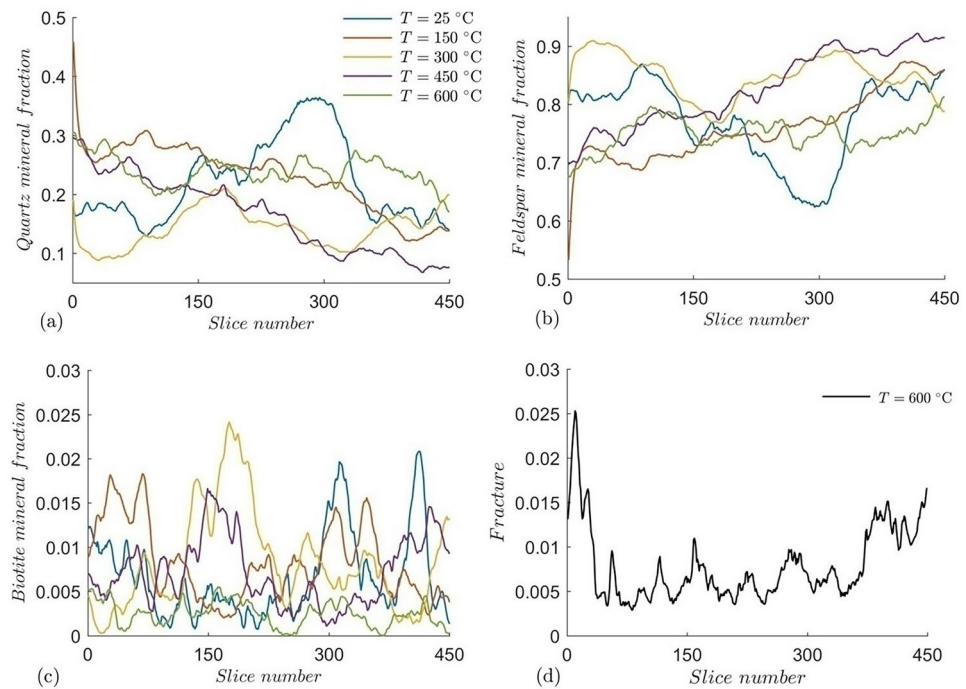 0.5
0.4
0.3
0.2
0.1
Quartz mineral fraction
T = 25 °C
T = 150 °C
T = 300 °C
T = 450 °C
T = 600 °C
0 150 300 450
Slice number
(a)
0.9
0.8
0.7
0.6
0.5
Feldspar mineral fraction
0 150 300 450
Slice number
(b)
0.03
0.025
0.02
0.015
0.01
0.005
0
Biotite mineral fraction
0 150 300 450
Slice number
(c)
0.03
0.025
0.02
0.015
0.01
0.005
0
Fracture
T = 600 °C
0 150 300 450
Slice number
(d)